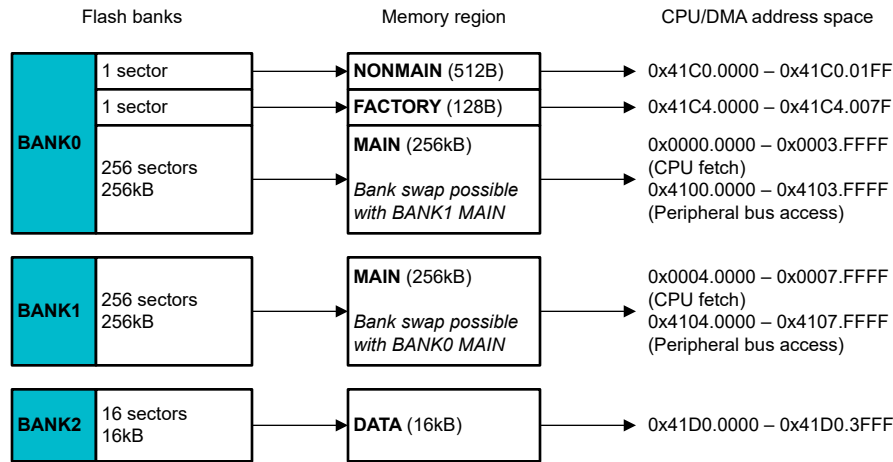 Flash banks
Memory region
CPU/DMA address space
BANK0
1 sector
NONMAIN (512B)
0x41C0.0000 – 0x41C0.01FF
1 sector
FACTORY (128B)
0x41C4.0000 – 0x41C4.007F
256 sectors
256kB
MAIN (256kB)
Bank swap possible
with BANK1 MAIN
0x0000.0000 – 0x0003.FFFF
(CPU fetch)
0x4100.0000 – 0x4103.FFFF
(Peripheral bus access)
BANK1
256 sectors
256kB
MAIN (256kB)
Bank swap possible
with BANK0 MAIN
0x0004.0000 – 0x0007.FFFF
(CPU fetch)
0x4104.0000 – 0x4107.FFFF
(Peripheral bus access)
BANK2
16 sectors
16kB
DATA (16kB)
0x41D0.0000 – 0x41D0.3FFF